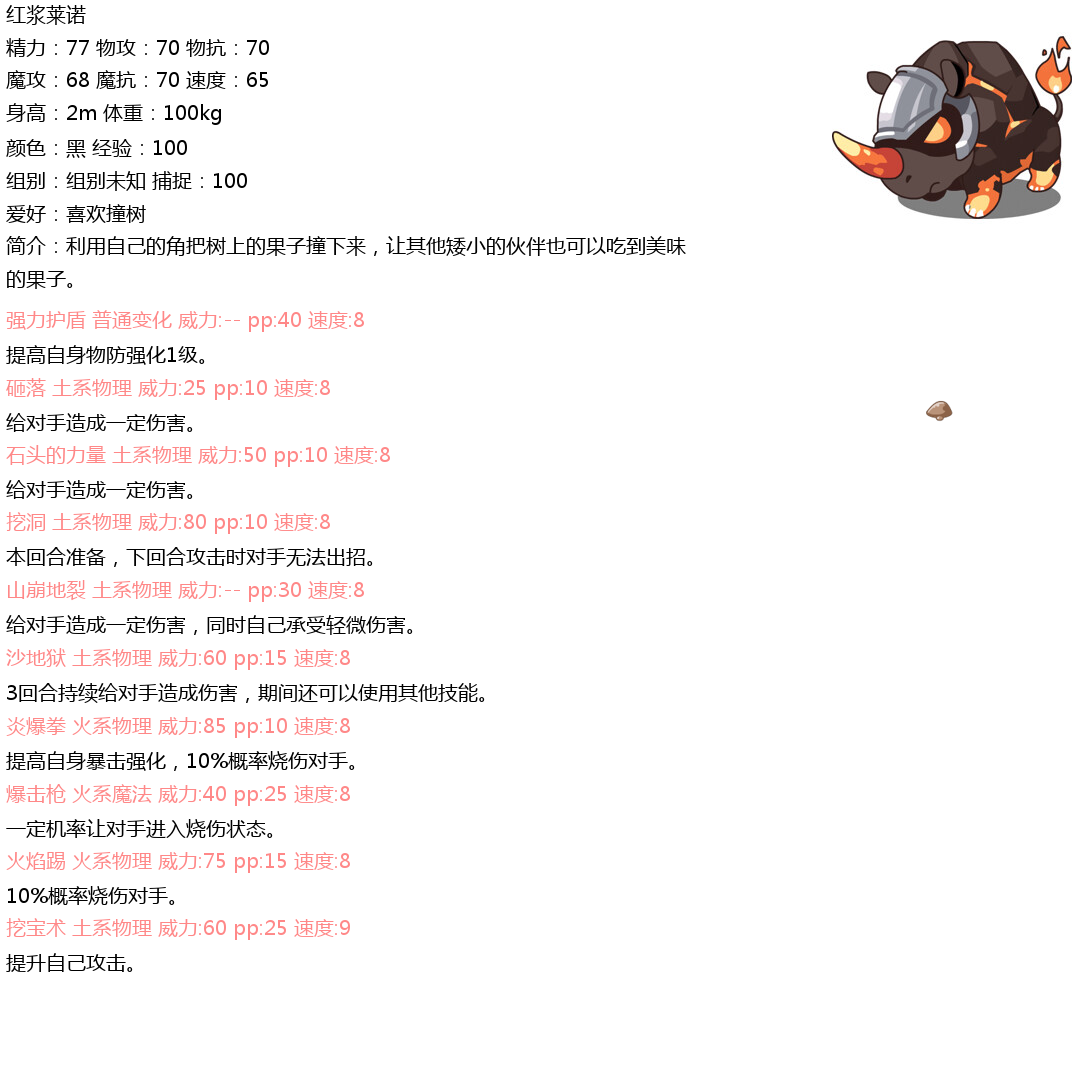 红浆莱诺
精力：77 物攻：70 物抗：70
魔攻：68 魔抗：70 速度：65
身高：2m 体重：100kg
颜色：黑 经验：100
组别：组别未知 捕捉：100
爱好：喜欢撞树
简介：利用自己的角把树上的果子撞下来，让其他矮小的伙伴也可以吃到美味
的果子。
强力护盾 普通变化 威力:-- pp:40 速度:8
提高自身物防强化1级。
砸落 土系物理 威力:25 pp:10 速度:8
给对手造成一定伤害。
石头的力量 土系物理 威力:50 pp:10 速度:8
给对手造成一定伤害。
挖洞 土系物理 威力:80 pp:10 速度:8
本回合准备，下回合攻击时对手无法出招。
山崩地裂 土系物理 威力:-- pp:30 速度:8
给对手造成一定伤害，同时自己承受轻微伤害。
沙地狱 土系物理 威力:60 pp:15 速度:8
3回合持续给对手造成伤害，期间还可以使用其他技能。
炎爆拳 火系物理 威力:85 pp:10 速度:8
提高自身暴击强化，10%概率烧伤对手。
爆击枪 火系魔法 威力:40 pp:25 速度:8
一定机率让对手进入烧伤状态。
火焰踢 火系物理 威力:75 pp:15 速度:8
10%概率烧伤对手。
挖宝术 土系物理 威力:60 pp:25 速度:9
提升自己攻击。